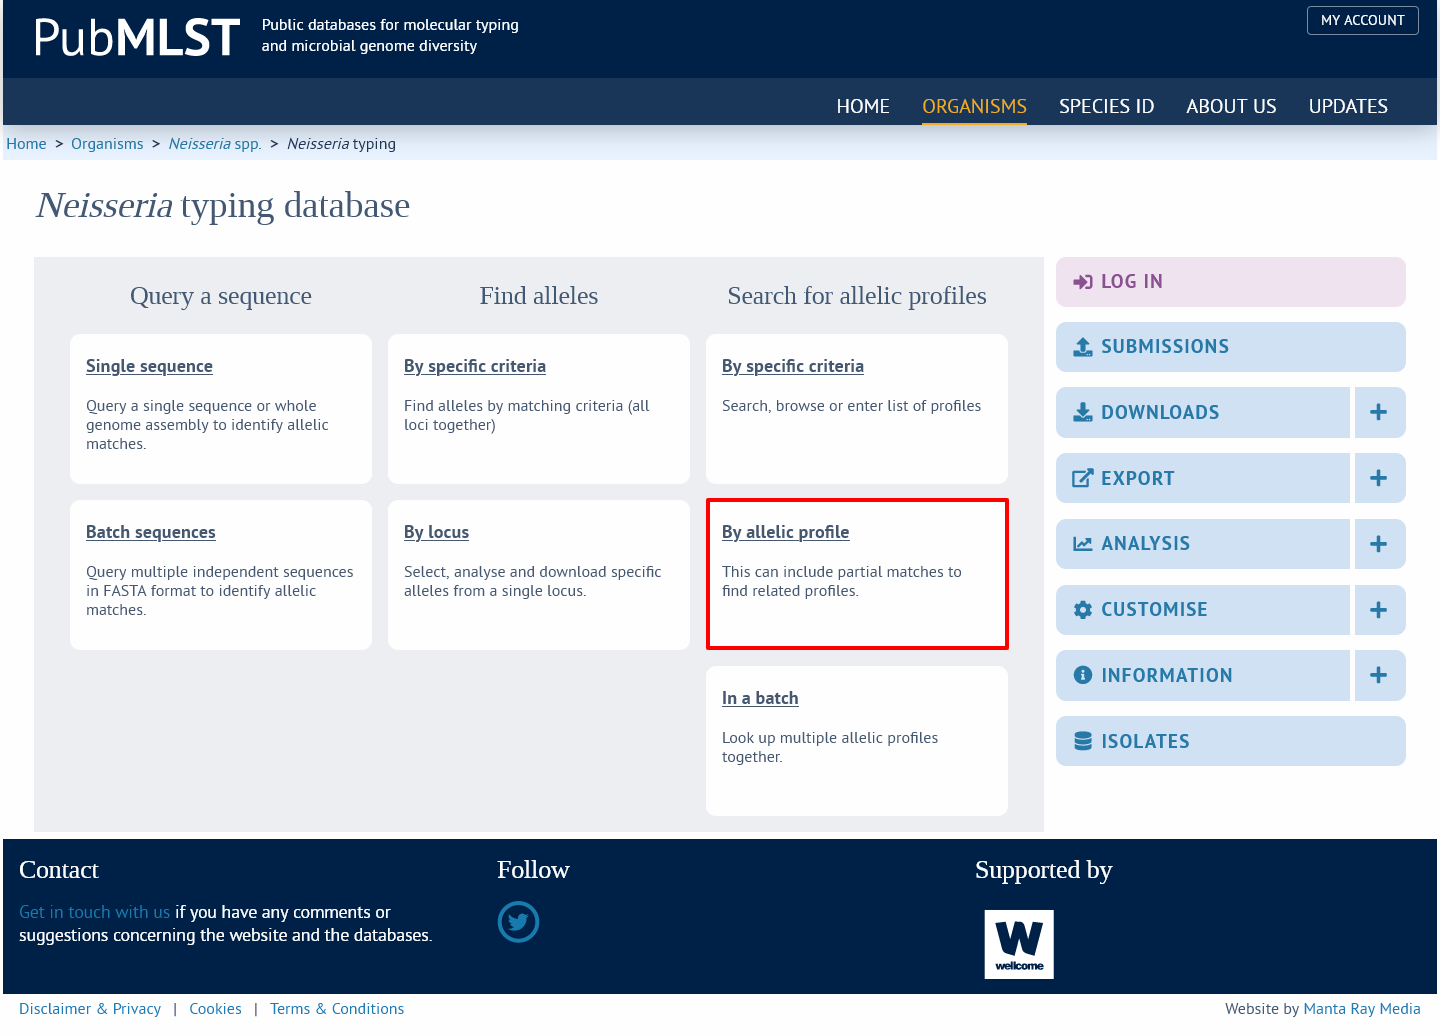 PubMLST
Public databases for molecular typing
and microbial genome diversity
MY ACCOUNT
HOME ORGANISMS SPECIES ID ABOUT US UPDATES
Home > Organisms > Neisseria spp. > Neisseria typing
Neisseria typing database
Query a sequence
Single sequence
Query a single sequence or whole
genome assembly to identify allelic
matches.
Batch sequences
Query multiple independent sequences
in FASTA format to identify allelic
matches.
Find alleles
By specific criteria
Find alleles by matching criteria (all
loci together)
By locus
Select, analyse and download specific
alleles from a single locus.
Search for allelic profiles
By specific criteria
Search, browse or enter list of profiles
By allelic profile
This can include partial matches to
find related profiles.
In a batch
Look up multiple allelic profiles
together.
LOG IN
SUBMISSIONS
DOWNLOADS +
EXPORT +
ANALYSIS +
CUSTOMISE +
INFORMATION +
ISOLATES
Contact
Get in touch with us if you have any comments or
suggestions concerning the website and the databases.
Follow
Supported by
W
wellcome
Disclaimer & Privacy | Cookies | Terms & Conditions
Website by Manta Ray Media